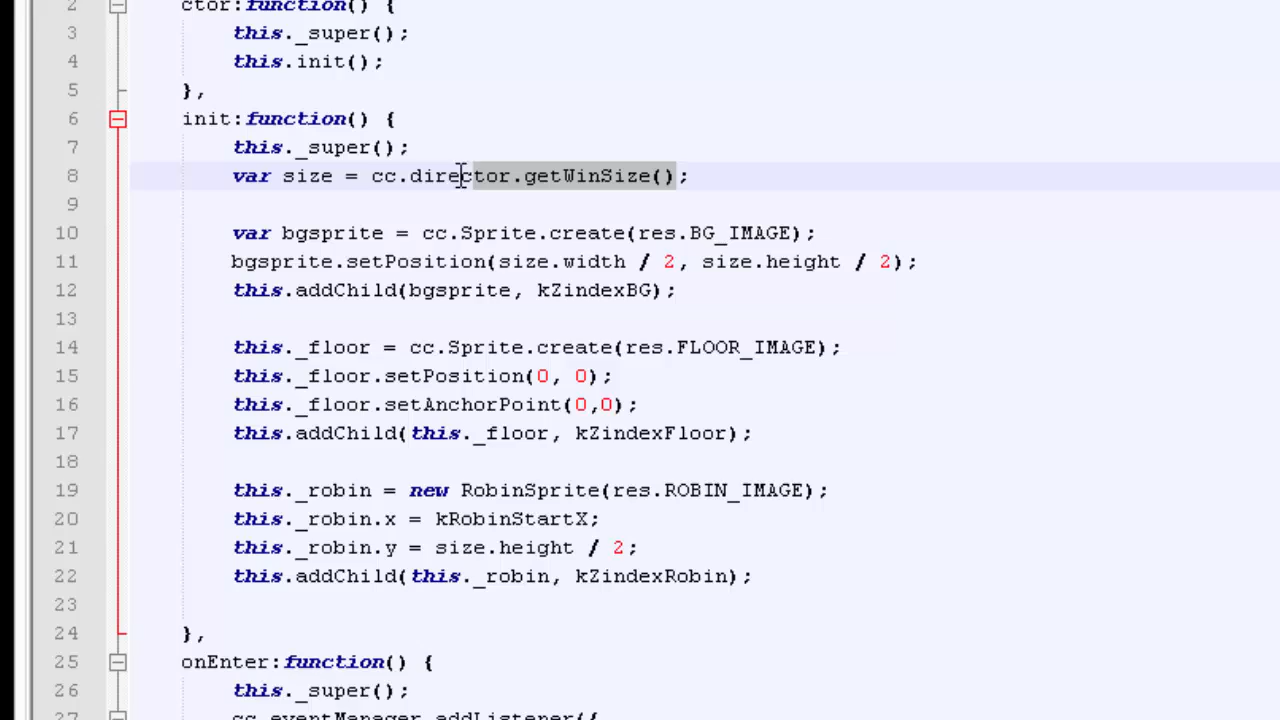 2 ctor:function() {
3 this._super();
4 this.init();
5 },
6 init:function() {
7 this._super();
8 var size = cc.director.getWinSize();
9
10 var bgsprite = cc.Sprite.create(res.BG_IMAGE);
11 bgsprite.setPosition(size.width / 2, size.height / 2);
12 this.addChild(bgsprite, kZindexBG);
13
14 this._floor = cc.Sprite.create(res.FLOOR_IMAGE);
15 this._floor.setPosition(0, 0);
16 this._floor.setAnchorPoint(0,0);
17 this.addChild(this._floor, kZindexFloor);
18
19 this._robin = new RobinSprite(res.ROBIN_IMAGE);
20 this._robin.x = kRobinStartX;
21 this._robin.y = size.height / 2;
22 this.addChild(this._robin, kZindexRobin);
23
24 },
25 onEnter:function() {
26 this._super();
27 cc.eventManager.addListener({